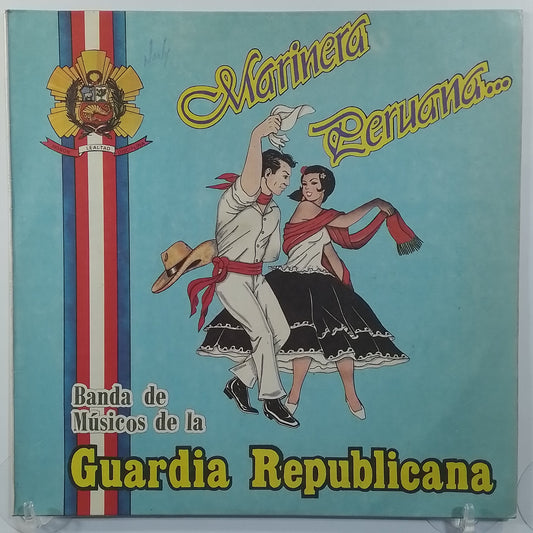 Marinera
Peruana...
LEALTAD
Banda de
Músicos de la
Guardia Republicana